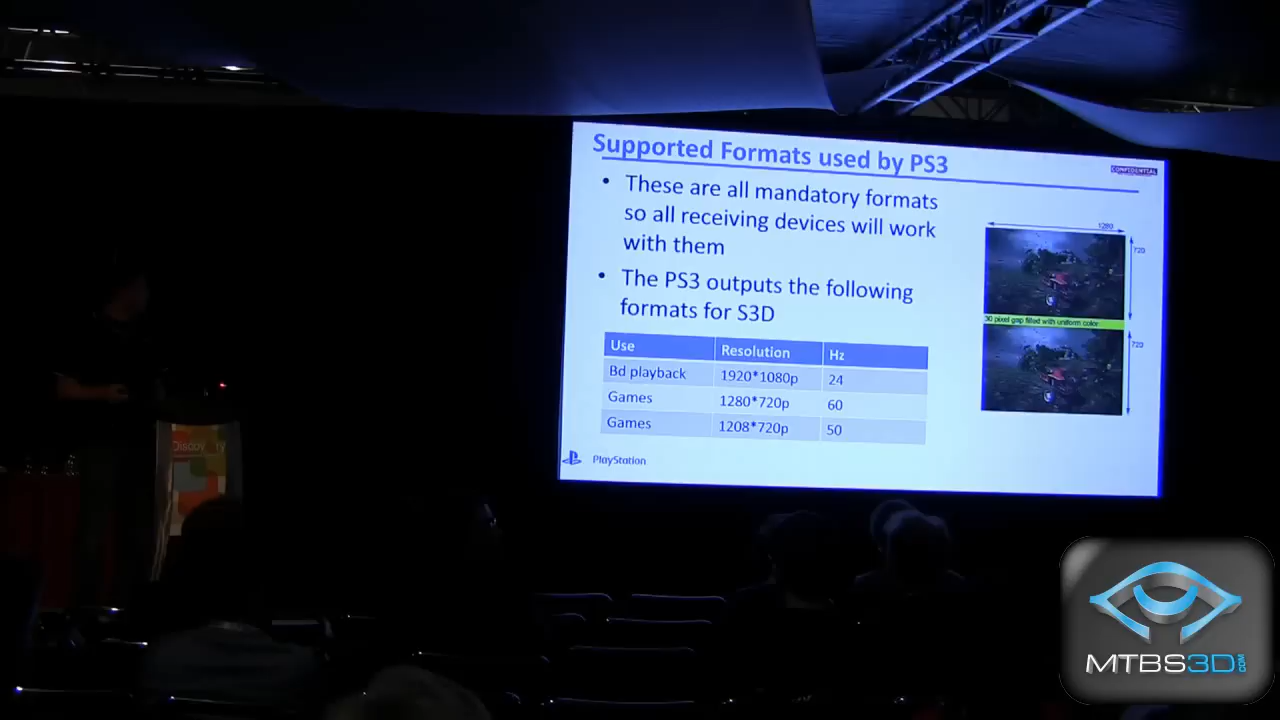 Supported Formats used by PS3
CONFIDENTIAL
• These are all mandatory formats
so all receiving devices will work
with them
• The PS3 outputs the following
formats for S3D
Use Resolution Hz
Bd playback 1920*1080p 24
Games 1280*720p 60
Games 1208*720p 50
PlayStation
1280
720
30 pixel gap filled with uniform color
720
MTBS3D.COM